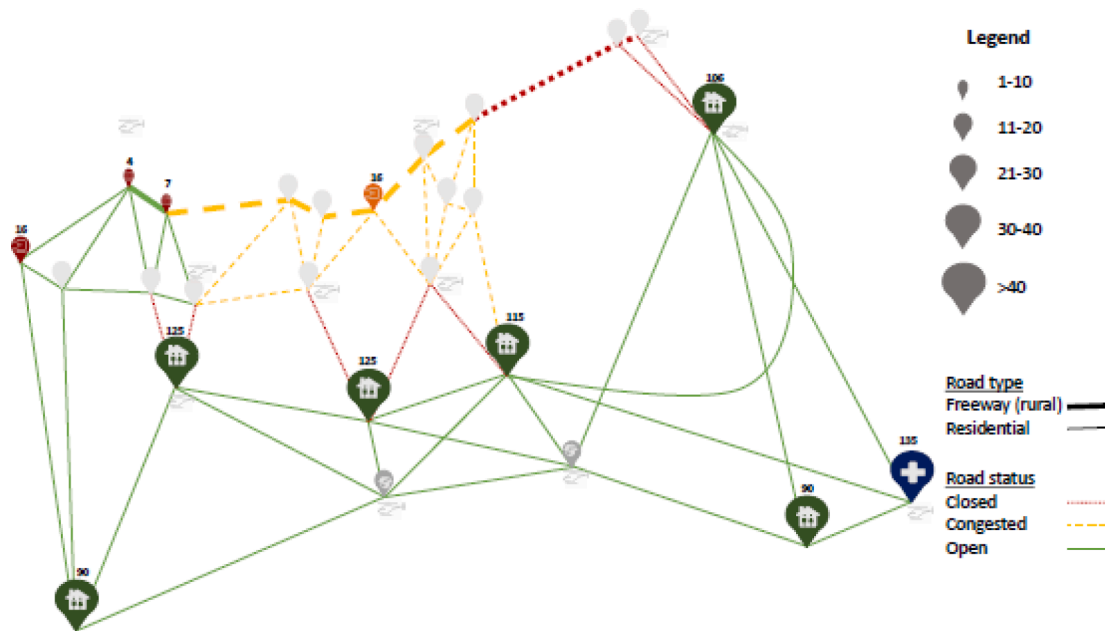 106
Legend
1-10
11-20
21-30
30-40
>40
4
7
16
16
125
115
125
Road type
Freeway (rural)
Residential
135
Road status
Closed
90
Congested
Open
90